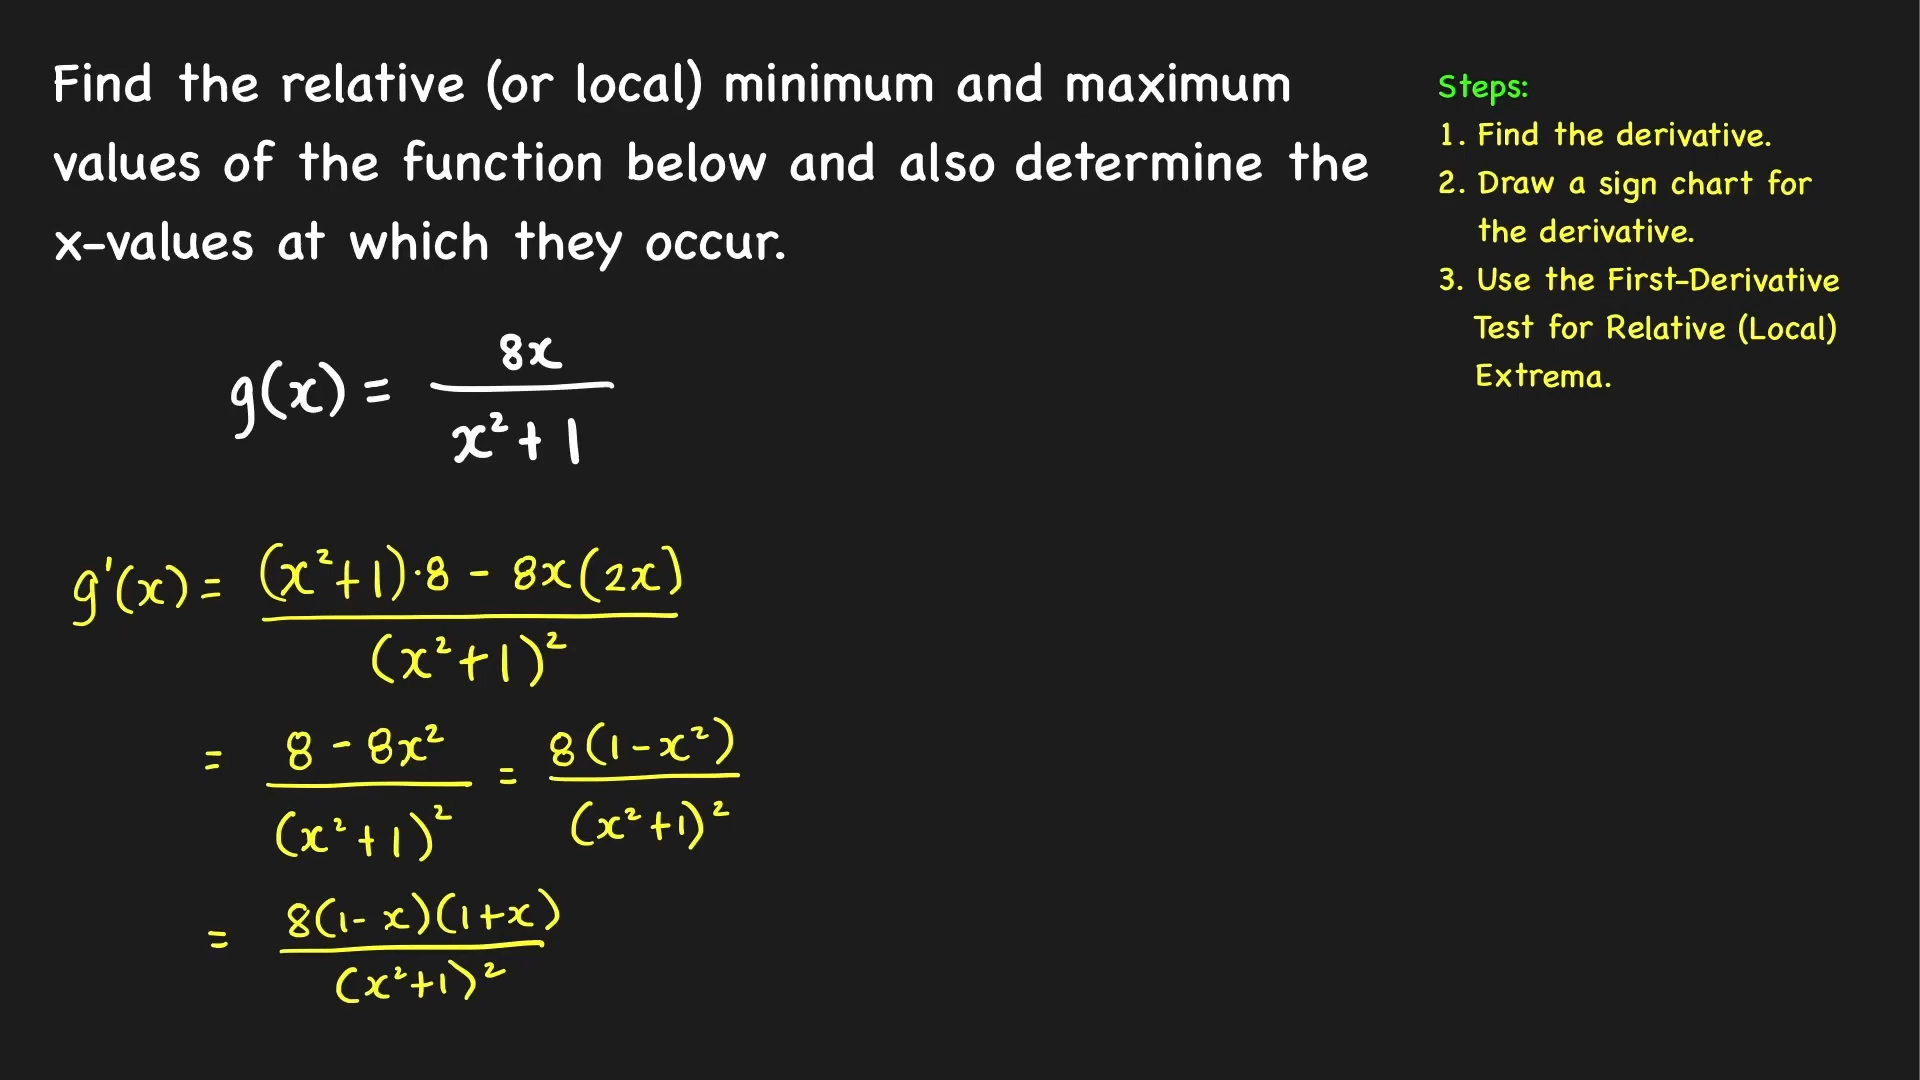 Find the relative (or local) minimum and maximum
values of the function below and also determine the
x-values at which they occur.
Steps:
1. Find the derivative.
2. Draw a sign chart for
the derivative.
3. Use the First-Derivative
Test for Relative (Local)
Extrema.
g(x) = 8x / x² + 1
g'(x) = (x² + 1) · 8 - 8x (2x) / (x² + 1)²
= 8 - 8x² / (x² + 1)² = 8 (1 - x²) / (x² + 1)²
= 8(1 - x)(1 + x) / (x² + 1)²